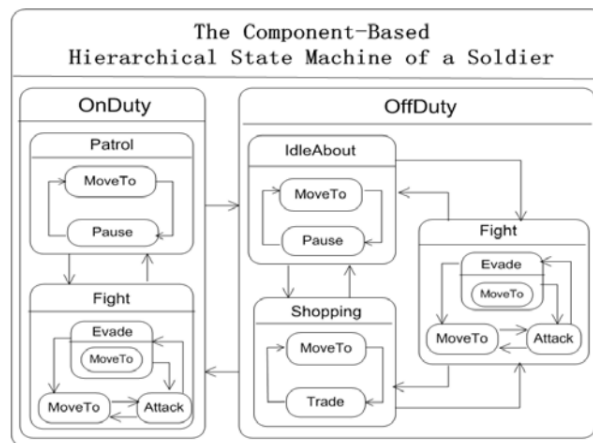 The Component-Based
Hierarchical State Machine of a Soldier
OnDuty
Patrol
MoveTo
Pause
Fight
Evade
MoveTo
MoveTo
Attack
OffDuty
IdleAbout
MoveTo
Pause
Shopping
MoveTo
Trade
Fight
Evade
MoveTo
MoveTo
Attack